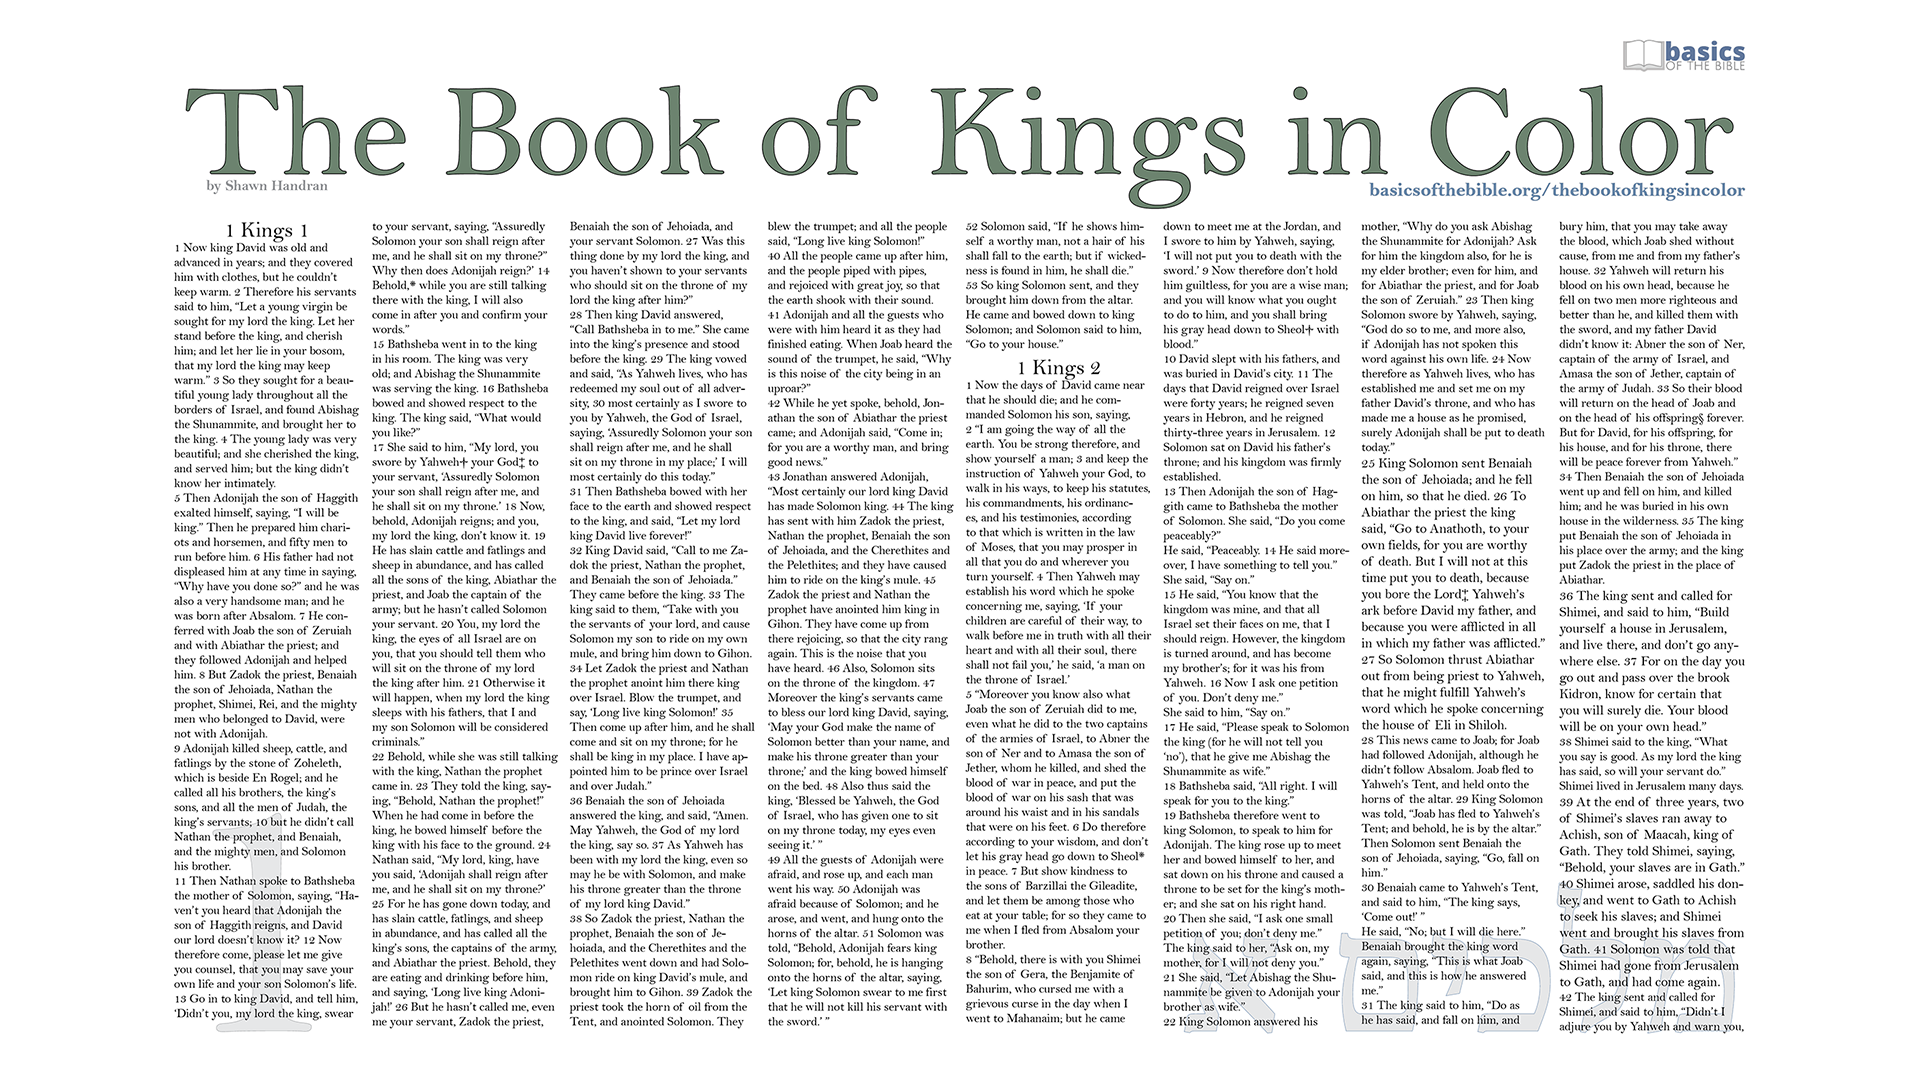 basics
OF THE BIBLE
The Book of Kings in Color
by Shawn Handran
basicsofthebible.org/thebookofkingsincolor
1 Kings 1
1 Now king David was old and
advanced in years; and they covered
him with clothes, but he couldn't
keep warm. 2 Therefore his servants
said to him, “Let a young virgin be
sought for my lord the king. Let her
stand before the king, and cherish
him; and let her lie in your bosom,
that my lord the king may keep
warm.” 3 So they sought for a beau-
tiful young lady throughout all the
borders of Israel, and found Abishag
the Shunammite, and brought her to
the king. 4 The young lady was very
beautiful; and she cherished the king,
and served him; but the king didn't
know her intimately.
5 Then Adonijah the son of Haggith
exalted himself, saying, “I will be
king.” Then he prepared him chari-
ots and horsemen, and fifty men to
run before him. 6 His father had not
displeased him at any time in saying,
“Why have you done so?” and he was
also a very handsome man; and he
was born after Absalom. 7 He con-
ferred with Joab the son of Zeruiah
and with Abiathar the priest; and
they followed Adonijah and helped
him. 8 But Zadok the priest, Benaiah
the son of Jehoiada, Nathan the
prophet, Shimei, Rei, and the mighty
men who belonged to David, were
not with Adonijah.
9 Adonijah killed sheep, cattle, and
fatlings by the stone of Zoheleth,
which is beside En Rogel; and he
called all his brothers, the king's
sons, and all the men of Judah, the
king's servants; 10 but he didn't call
Nathan the prophet, and Benaiah,
and the mighty men, and Solomon
his brother.
11 Then Nathan spoke to Bathsheba
the mother of Solomon, saying, “Ha-
ven't you heard that Adonijah the
son of Haggith reigns, and David
our lord doesn't know it? 12 Now
therefore come, please let me give
you counsel, that you may save your
own life and your son Solomon's life.
13 Go in to king David, and tell him,
‘Didn't you, my lord the king, swear
to your servant, saying, “Assuredly
Solomon your son shall reign after
me, and he shall sit on my throne?”
Why then does Adonijah reign?’ 14
Behold,* while you are still talking
there with the king, I will also
come in after you and confirm your
words.”
15 Bathsheba went in to the king
in his room. The king was very
old; and Abishag the Shunammite
was serving the king. 16 Bathsheba
bowed and showed respect to the
king. The king said, “What would
you like?”
17 She said to him, “My lord, you
swore by Yahweh† your God‡ to
your servant, ‘Assuredly Solomon
your son shall reign after me, and
he shall sit on my throne.’ 18 Now,
behold, Adonijah reigns; and you,
my lord the king, don't know it. 19
He has slain cattle and fatlings and
sheep in abundance, and has called
all the sons of the king, Abiathar the
priest, and Joab the captain of the
army; but he hasn't called Solomon
your servant. 20 You, my lord the
king, the eyes of all Israel are on
you, that you should tell them who
will sit on the throne of my lord
the king after him. 21 Otherwise it
will happen, when my lord the king
sleeps with his fathers, that I and
my son Solomon will be considered
criminals.”
22 Behold, while she was still talking
with the king, Nathan the prophet
came in. 23 They told the king, say-
ing, “Behold, Nathan the prophet!”
When he had come in before the
king, he bowed himself before the
king with his face to the ground. 24
Nathan said, “My lord, king, have
you said, ‘Adonijah shall reign after
me, and he shall sit on my throne?’
25 For he has gone down today, and
has slain cattle, fatlings, and sheep
in abundance, and has called all the
king's sons, the captains of the army,
and Abiathar the priest. Behold, they
are eating and drinking before him,
and saying, ‘Long live king Adoni-
jah!’ 26 But he hasn't called me, even
me your servant, Zadok the priest,
Benaiah the son of Jehoiada, and
your servant Solomon. 27 Was this
thing done by my lord the king, and
you haven't shown to your servants
who should sit on the throne of my
lord the king after him?”
28 Then king David answered,
“Call Bathsheba in to me.” She came
into the king's presence and stood
before the king. 29 The king vowed
and said, “As Yahweh lives, who has
redeemed my soul out of all adver-
sity, 30 most certainly as I swore to
you by Yahweh, the God of Israel,
saying, ‘Assuredly Solomon your son
shall reign after me, and he shall
sit on my throne in my place;’ I will
most certainly do this today.”
31 Then Bathsheba bowed with her
face to the earth and showed respect
to the king, and said, “Let my lord
king David live forever!”
32 King David said, “Call to me Za-
dok the priest, Nathan the prophet,
and Benaiah the son of Jehoiada.”
They came before the king. 33 The
king said to them, “Take with you
the servants of your lord, and cause
Solomon my son to ride on my own
mule, and bring him down to Gihon.
34 Let Zadok the priest and Nathan
the prophet anoint him there king
over Israel. Blow the trumpet, and
say, ‘Long live king Solomon!’ 35
Then come up after him, and he shall
come and sit on my throne; for he
shall be king in my place. I have ap-
pointed him to be prince over Israel
and over Judah.”
36 Benaiah the son of Jehoiada
answered the king, and said, “Amen.
May Yahweh, the God of my lord
the king, say so. 37 As Yahweh has
been with my lord the king, even so
may he be with Solomon, and make
his throne greater than the throne
of my lord king David.”
38 So Zadok the priest, Nathan the
prophet, Benaiah the son of Je-
hoiada, and the Cherethites and the
Pelethites went down and had Solo-
mon ride on king David's mule, and
brought him to Gihon. 39 Zadok the
priest took the horn of oil from the
Tent, and anointed Solomon. They
blew the trumpet; and all the people
said, “Long live king Solomon!”
40 All the people came up after him,
and the people piped with pipes,
and rejoiced with great joy, so that
the earth shook with their sound.
41 Adonijah and all the guests who
were with him heard it as they had
finished eating. When Joab heard the
sound of the trumpet, he said, “Why
is this noise of the city being in an
uproar?”
42 While he yet spoke, behold, Jon-
athan the son of Abiathar the priest
came; and Adonijah said, “Come in;
for you are a worthy man, and bring
good news.”
43 Jonathan answered Adonijah,
“Most certainly our lord king David
has made Solomon king. 44 The king
has sent with him Zadok the priest,
Nathan the prophet, Benaiah the son
of Jehoiada, and the Cherethites and
the Pelethites; and they have caused
him to ride on the king's mule. 45
Zadok the priest and Nathan the
prophet have anointed him king in
Gihon. They have come up from
there rejoicing, so that the city rang
again. This is the noise that you
have heard. 46 Also, Solomon sits
on the throne of the kingdom. 47
Moreover the king's servants came
to bless our lord king David, saying,
‘May your God make the name of
Solomon better than your name, and
make his throne greater than your
throne;’ and the king bowed himself
on the bed. 48 Also thus said the
king, ‘Blessed be Yahweh, the God
of Israel, who has given one to sit
on my throne today, my eyes even
seeing it.’ ”
49 All the guests of Adonijah were
afraid, and rose up, and each man
went his way. 50 Adonijah was
afraid because of Solomon; and he
arose, and went, and hung onto the
horns of the altar. 51 Solomon was
told, “Behold, Adonijah fears king
Solomon; for, behold, he is hanging
onto the horns of the altar, saying,
‘Let king Solomon swear to me first
that he will not kill his servant with
the sword.’ ”
52 Solomon said, “If he shows him-
self a worthy man, not a hair of his
shall fall to the earth; but if wicked-
ness is found in him, he shall die.”
53 So king Solomon sent, and they
brought him down from the altar.
He came and bowed down to king
Solomon; and Solomon said to him,
“Go to your house.”
1 Kings 2
1 Now the days of David came near
that he should die; and he com-
manded Solomon his son, saying,
2 “I am going the way of all the
earth. You be strong therefore, and
show yourself a man; 3 and keep the
instruction of Yahweh your God, to
walk in his ways, to keep his statutes,
his commandments, his ordinanc-
es, and his testimonies, according
to that which is written in the law
of Moses, that you may prosper in
all that you do and wherever you
turn yourself. 4 Then Yahweh may
establish his word which he spoke
concerning me, saying, ‘If your
children are careful of their way, to
walk before me in truth with all their
heart and with all their soul, there
shall not fail you,’ he said, ‘a man on
the throne of Israel.’
5 “Moreover you know also what
Joab the son of Zeruiah did to me,
even what he did to the two captains
of the armies of Israel, to Abner the
son of Ner and to Amasa the son of
Jether, whom he killed, and shed the
blood of war in peace, and put the
blood of war on his sash that was
around his waist and in his sandals
that were on his feet. 6 Do therefore
according to your wisdom, and don't
let his gray head go down to Sheol*
in peace. 7 But show kindness to
the sons of Barzillai the Gileadite,
and let them be among those who
eat at your table; for so they came to
me when I fled from Absalom your
brother.
8 “Behold, there is with you Shimei
the son of Gera, the Benjamite of
Bahurim, who cursed me with a
grievous curse in the day when I
went to Mahanaim; but he came
down to meet me at the Jordan, and
I swore to him by Yahweh, saying,
‘I will not put you to death with the
sword.’ 9 Now therefore don't hold
him guiltless, for you are a wise man;
and you will know what you ought
to do to him, and you shall bring
his gray head down to Sheol† with
blood.”
10 David slept with his fathers, and
was buried in David's city. 11 The
days that David reigned over Israel
were forty years; he reigned seven
years in Hebron, and he reigned
thirty-three years in Jerusalem. 12
Solomon sat on David his father's
throne; and his kingdom was firmly
established.
13 Then Adonijah the son of Hag-
gith came to Bathsheba the mother
of Solomon. She said, “Do you come
peaceably?”
He said, “Peaceably. 14 He said more-
over, I have something to tell you.”
She said, “Say on.”
15 He said, “You know that the
kingdom was mine, and that all
Israel set their faces on me, that I
should reign. However, the kingdom
is turned around, and has become
my brother's; for it was his from
Yahweh. 16 Now I ask one petition
of you. Don't deny me.”
She said to him, “Say on.”
17 He said, “Please speak to Solomon
the king (for he will not tell you
‘no’), that he give me Abishag the
Shunammite as wife.”
18 Bathsheba said, “All right. I will
speak for you to the king.”
19 Bathsheba therefore went to
king Solomon, to speak to him for
Adonijah. The king rose up to meet
her and bowed himself to her, and
sat down on his throne and caused a
throne to be set for the king's moth-
er; and she sat on his right hand.
20 Then she said, “I ask one small
petition of you; don't deny me.”
The king said to her, “Ask on, my
mother, for I will not deny you.”
21 She said, “Let Abishag the Shu-
nammite be given to Adonijah your
brother as wife.”
22 King Solomon answered his
mother, “Why do you ask Abishag
the Shunammite for Adonijah? Ask
for him the kingdom also, for he is
my elder brother; even for him, and
for Abiathar the priest, and for Joab
the son of Zeruiah.” 23 Then king
Solomon swore by Yahweh, saying,
“God do so to me, and more also,
if Adonijah has not spoken this
word against his own life. 24 Now
therefore as Yahweh lives, who has
established me and set me on my
father David's throne, and who has
made me a house as he promised,
surely Adonijah shall be put to death
today.”
25 King Solomon sent Benaiah
the son of Jehoiada; and he fell
on him, so that he died. 26 To
Abiathar the priest the king
said, “Go to Anathoth, to your
own fields, for you are worthy
of death. But I will not at this
time put you to death, because
you bore the Lord‡ Yahweh's
ark before David my father, and
because you were afflicted in all
in which my father was afflicted.”
27 So Solomon thrust Abiathar
out from being priest to Yahweh,
that he might fulfill Yahweh's
word which he spoke concerning
the house of Eli in Shiloh.
28 This news came to Joab; for Joab
had followed Adonijah, although he
didn't follow Absalom. Joab fled to
Yahweh's Tent, and held onto the
horns of the altar. 29 King Solomon
was told, “Joab has fled to Yahweh's
Tent; and behold, he is by the altar.”
Then Solomon sent Benaiah the
son of Jehoiada, saying, “Go, fall on
him.”
30 Benaiah came to Yahweh's Tent,
and said to him, “The king says,
‘Come out!’ ”
He said, “No; but I will die here.”
Benaiah brought the king word
again, saying, “This is what Joab
said, and this is how he answered
me.”
31 The king said to him, “Do as
he has said, and fall on him, and
bury him, that you may take away
the blood, which Joab shed without
cause, from me and from my father's
house. 32 Yahweh will return his
blood on his own head, because he
fell on two men more righteous and
better than he, and killed them with
the sword, and my father David
didn't know it: Abner the son of Ner,
captain of the army of Israel, and
Amasa the son of Jether, captain of
the army of Judah. 33 So their blood
will return on the head of Joab and
on the head of his offspring§ forever.
But for David, for his offspring, for
his house, and for his throne, there
will be peace forever from Yahweh.”
34 Then Benaiah the son of Jehoiada
went up and fell on him, and killed
him; and he was buried in his own
house in the wilderness. 35 The king
put Benaiah the son of Jehoiada in
his place over the army; and the king
put Zadok the priest in the place of
Abiathar.
36 The king sent and called for
Shimei, and said to him, “Build
yourself a house in Jerusalem,
and live there, and don't go any-
where else. 37 For on the day you
go out and pass over the brook
Kidron, know for certain that
you will surely die. Your blood
will be on your own head.”
38 Shimei said to the king, “What
you say is good. As my lord the king
has said, so will your servant do.”
Shimei lived in Jerusalem many days.
39 At the end of three years, two
of Shimei's slaves ran away to
Achish, son of Maacah, king of
Gath. They told Shimei, saying,
“Behold, your slaves are in Gath.”
40 Shimei arose, saddled his don-
key, and went to Gath to Achish
to seek his slaves; and Shimei
went and brought his slaves from
Gath. 41 Solomon was told that
Shimei had gone from Jerusalem
to Gath, and had come again.
42 The king sent and called for
Shimei, and said to him, “Didn't I
adjure you by Yahweh and warn you,
1
מלכים א